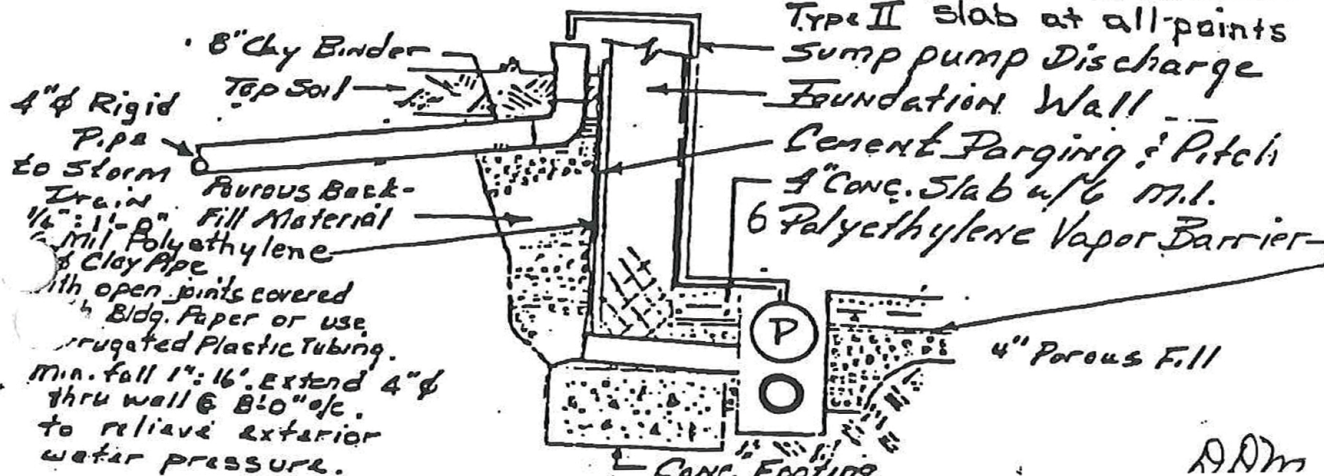 8" Clay Binder
Top Soil
4"ϕ Rigid
Pipe
to Storm
Drain
1/4" : 1'-0"
Porous Back-
Fill Material
Mil Polyethylene
ϕ Clay Pipe
with open joints covered
Bldg. Paper or use
rrugated Plastic Tubing.
Min. fall 1": 16'. Extend 4"ϕ
thru wall @ 8'-0" o/c.
to relieve exterior
water pressure.
Type II slab at all points
Sump pump Discharge
Foundation Wall
Cement Parging & Pitch
4" Conc. Slab w/6 Mil.
6 Polyethylene Vapor Barrier
P
4" Porous Fill
Conc. Footing
DDM